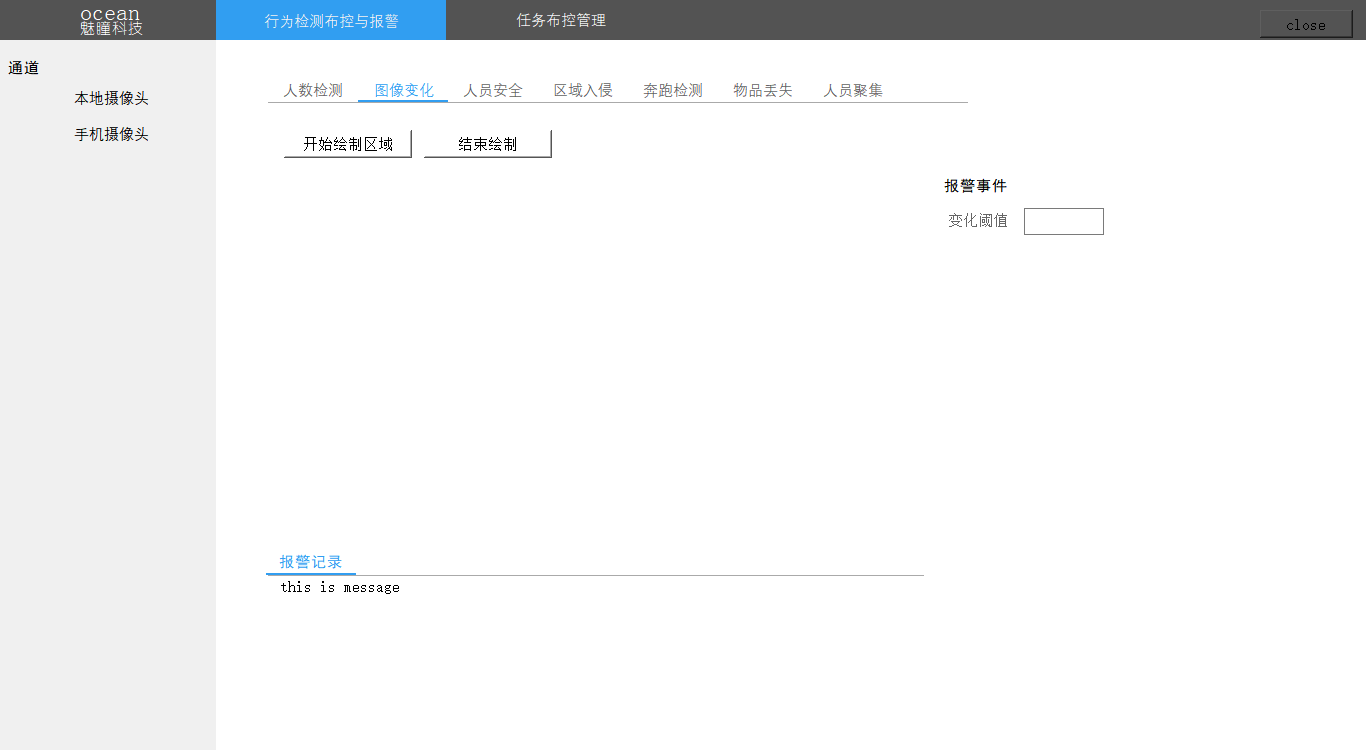 ocean
魅瞳科技
行为检测布控与报警
任务布控管理
close
通道
本地摄像头
手机摄像头
人数检测 图像变化 人员安全 区域入侵 奔跑检测 物品丢失 人员聚集
开始绘制区域 结束绘制
报警事件
变化阈值
报警记录
this is message